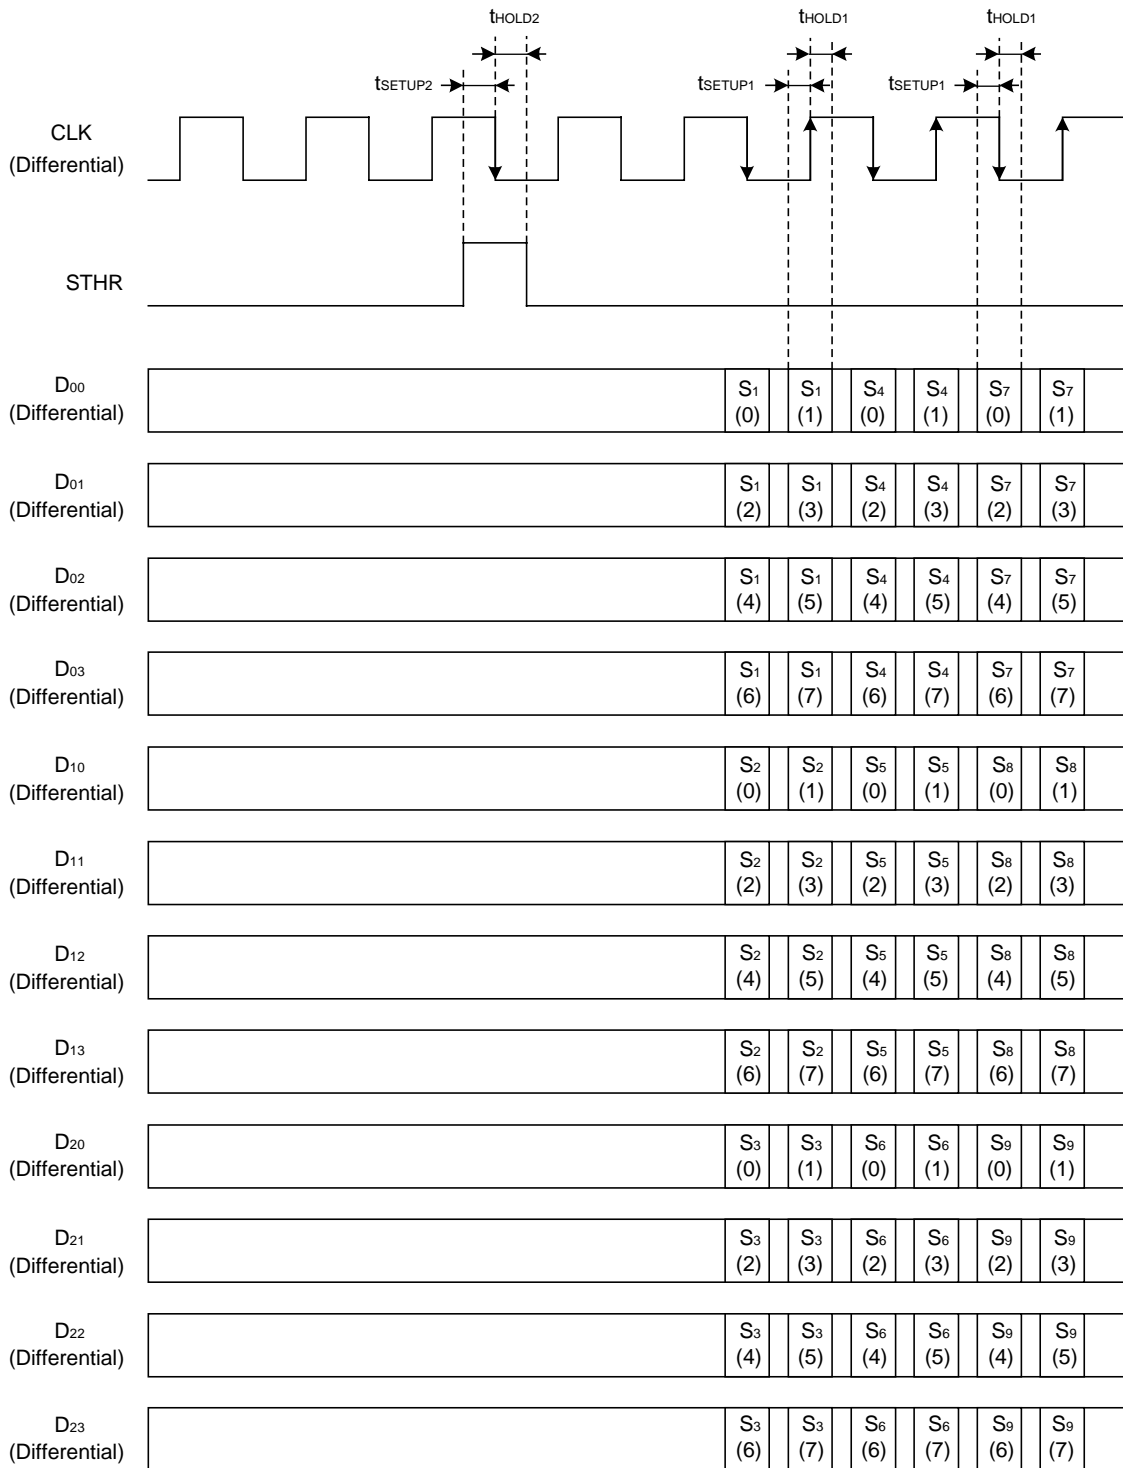 tHOLD2 tHOLD1 tHOLD1
tSETUP2 tSETUP1 tSETUP1
CLK
(Differential)
STHR
D00
(Differential)
S1 S1 S4 S4 S7 S7
(0) (1) (0) (1) (0) (1)
D01
(Differential)
S1 S1 S4 S4 S7 S7
(2) (3) (2) (3) (2) (3)
D02
(Differential)
S1 S1 S4 S4 S7 S7
(4) (5) (4) (5) (4) (5)
D03
(Differential)
S1 S1 S4 S4 S7 S7
(6) (7) (6) (7) (6) (7)
D10
(Differential)
S2 S2 S5 S5 S8 S8
(0) (1) (0) (1) (0) (1)
D11
(Differential)
S2 S2 S5 S5 S8 S8
(2) (3) (2) (3) (2) (3)
D12
(Differential)
S2 S2 S5 S5 S8 S8
(4) (5) (4) (5) (4) (5)
D13
(Differential)
S2 S2 S5 S5 S8 S8
(6) (7) (6) (7) (6) (7)
D20
(Differential)
S3 S3 S6 S6 S9 S9
(0) (1) (0) (1) (0) (1)
D21
(Differential)
S3 S3 S6 S6 S9 S9
(2) (3) (2) (3) (2) (3)
D22
(Differential)
S3 S3 S6 S6 S9 S9
(4) (5) (4) (5) (4) (5)
D23
(Differential)
S3 S3 S6 S6 S9 S9
(6) (7) (6) (7) (6) (7)